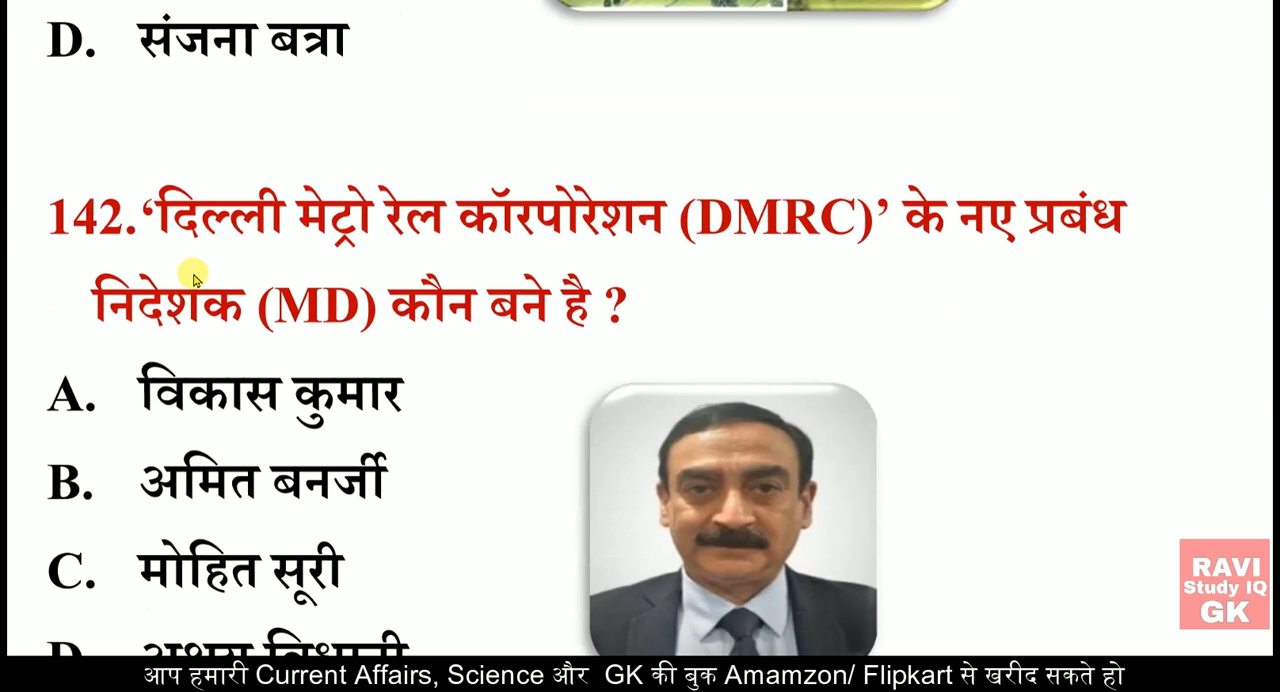 D. संजना बत्रा
142.‘दिल्ली मेट्रो रेल कॉरपोरेशन (DMRC)’ के नए प्रबंध
निदेशक (MD) कौन बने है ?
A. विकास कुमार
B. अमित बनर्जी
C. मोहित सूरी
D.
RAVI
Study IQ
GK
आप हमारी Current Affairs, Science और GK की बुक Amamzon/ Flipkart से खरीद सकते हो